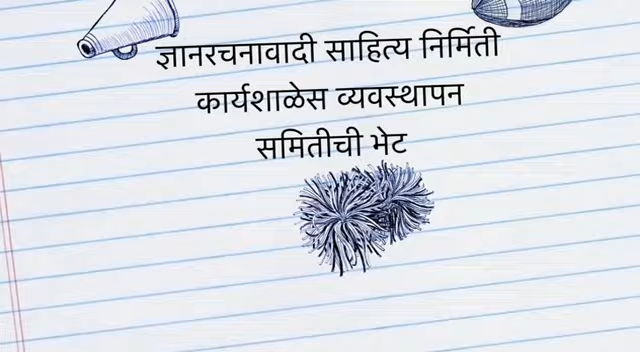 ज्ञानरचनावादी साहित्य निर्मिती
कार्यशाळेस व्यवस्थापन
समितीची भेट